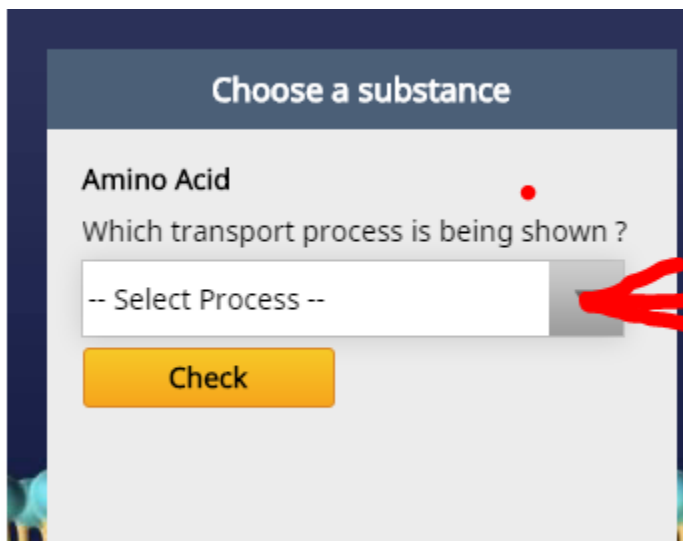 Choose a substance
Amino Acid
Which transport process is being shown ?
-- Select Process --
Check